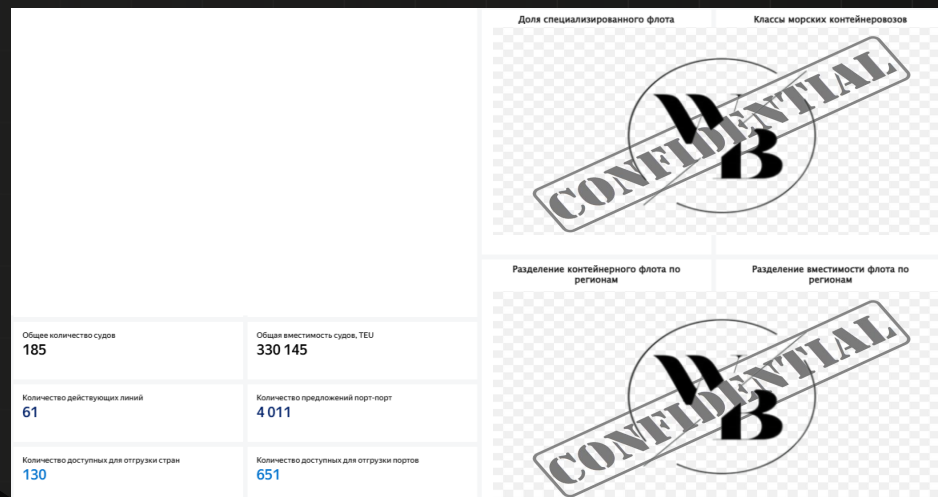 Доля специализированного флота
Классы морских контейнеровозов
WB
CONFIDENTIAL
Разделение контейнерного флота по
регионам
Разделение вместимости флота по
регионам
WB
CONFIDENTIAL
Общее количество судов
185
Общая вместимость судов, TEU
330 145
Количество действующих линий
61
Количество предложений порт-порт
4 011
Количество доступных для отгрузки стран
130
Количество доступных для отгрузки портов
651